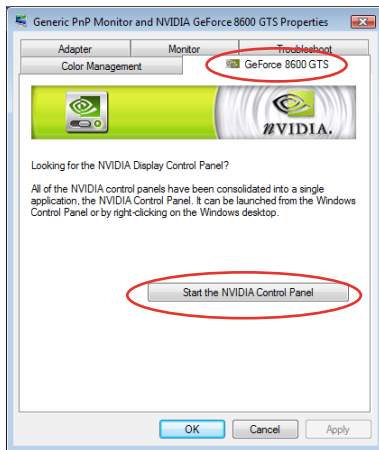 Generic PnP Monitor and NVIDIA GeForce 8600 GTS Properties
Adapter
Monitor
Troubleshoot
Color Management
GeForce 8600 GTS
NVIDIA.
Looking for the NVIDIA Display Control Panel?
All of the NVIDIA control panels have been consolidated into a single
application, the NVIDIA Control Panel. It can be launched from the Windows
Control Panel or by right-clicking on the Windows desktop.
Start the NVIDIA Control Panel
OK
Cancel
Apply